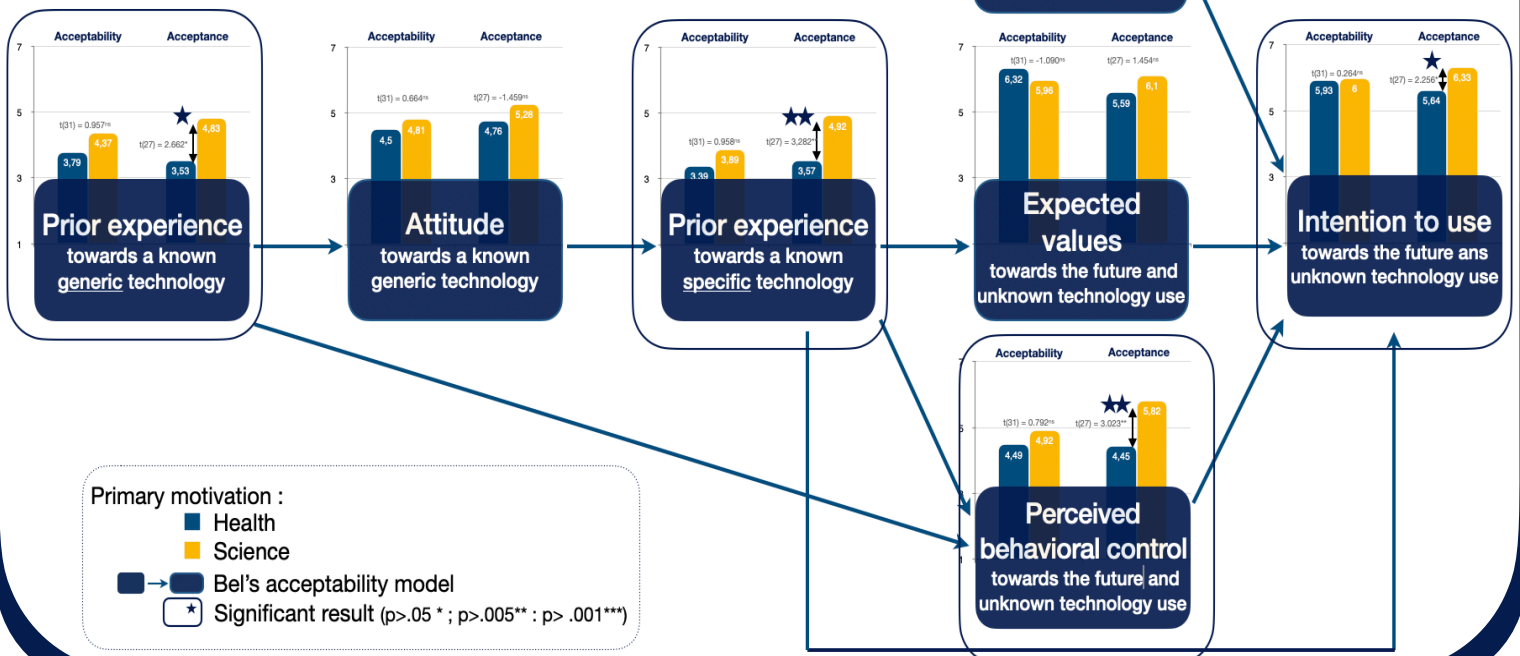 Acceptability Acceptance
7
5
3
1
t(31) = 0.957ns
t(27) = 2.662*
3,79
4,37
3,53
4,83
Prior experience
towards a known
generic technology
Acceptability Acceptance
7
5
3
1
t(31) = 0.664ns
t(27) = -1.459ns
4,5
4,81
4,76
5,28
Attitude
towards a known
generic technology
Acceptability Acceptance
7
5
3
1
t(31) = 0.958ns
t(27) = 3,282*
3,39
3,89
3,57
4,92
Prior experience
towards a known
specific technology
Acceptability Acceptance
7
5
3
t(31) = -1.090ns
t(27) = 1.454ns
6,32
5,96
5,59
6,1
Expected
values
towards the future and
unknown technology use
Acceptability Acceptance
7
5
3
t(31) = 0.264ns
t(27) = 2.256*
5,93
6
5,64
6,33
Intention to use
towards the future ans
unknown technology use
Acceptability Acceptance
t(31) = 0.792ns
t(27) = 3.023**
4,49
4,92
4,45
5,82
Perceived
behavioral control
towards the future and
unknown technology use
Primary motivation :
Health
Science
Bel's acceptability model
Significant result (p>.05 * ; p>.005** : p> .001***)